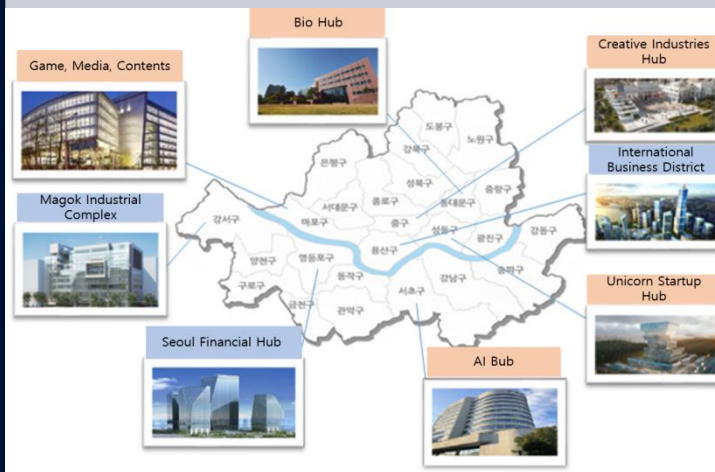 Bio Hub
Game, Media, Contents
Creative Industries
Hub
International
Business District
Magok Industrial
Complex
Unicorn Startup
Hub
Seoul Financial Hub
AI Bub
도봉구
노원구
강북구
은평구
성북구
중랑구
서대문구
종로구
동대문구
강서구
마포구
중구
성동구
강동구
광진구
용산구
양천구
영등포구
송파구
동작구
강남구
구로구
서초구
금천구
관악구